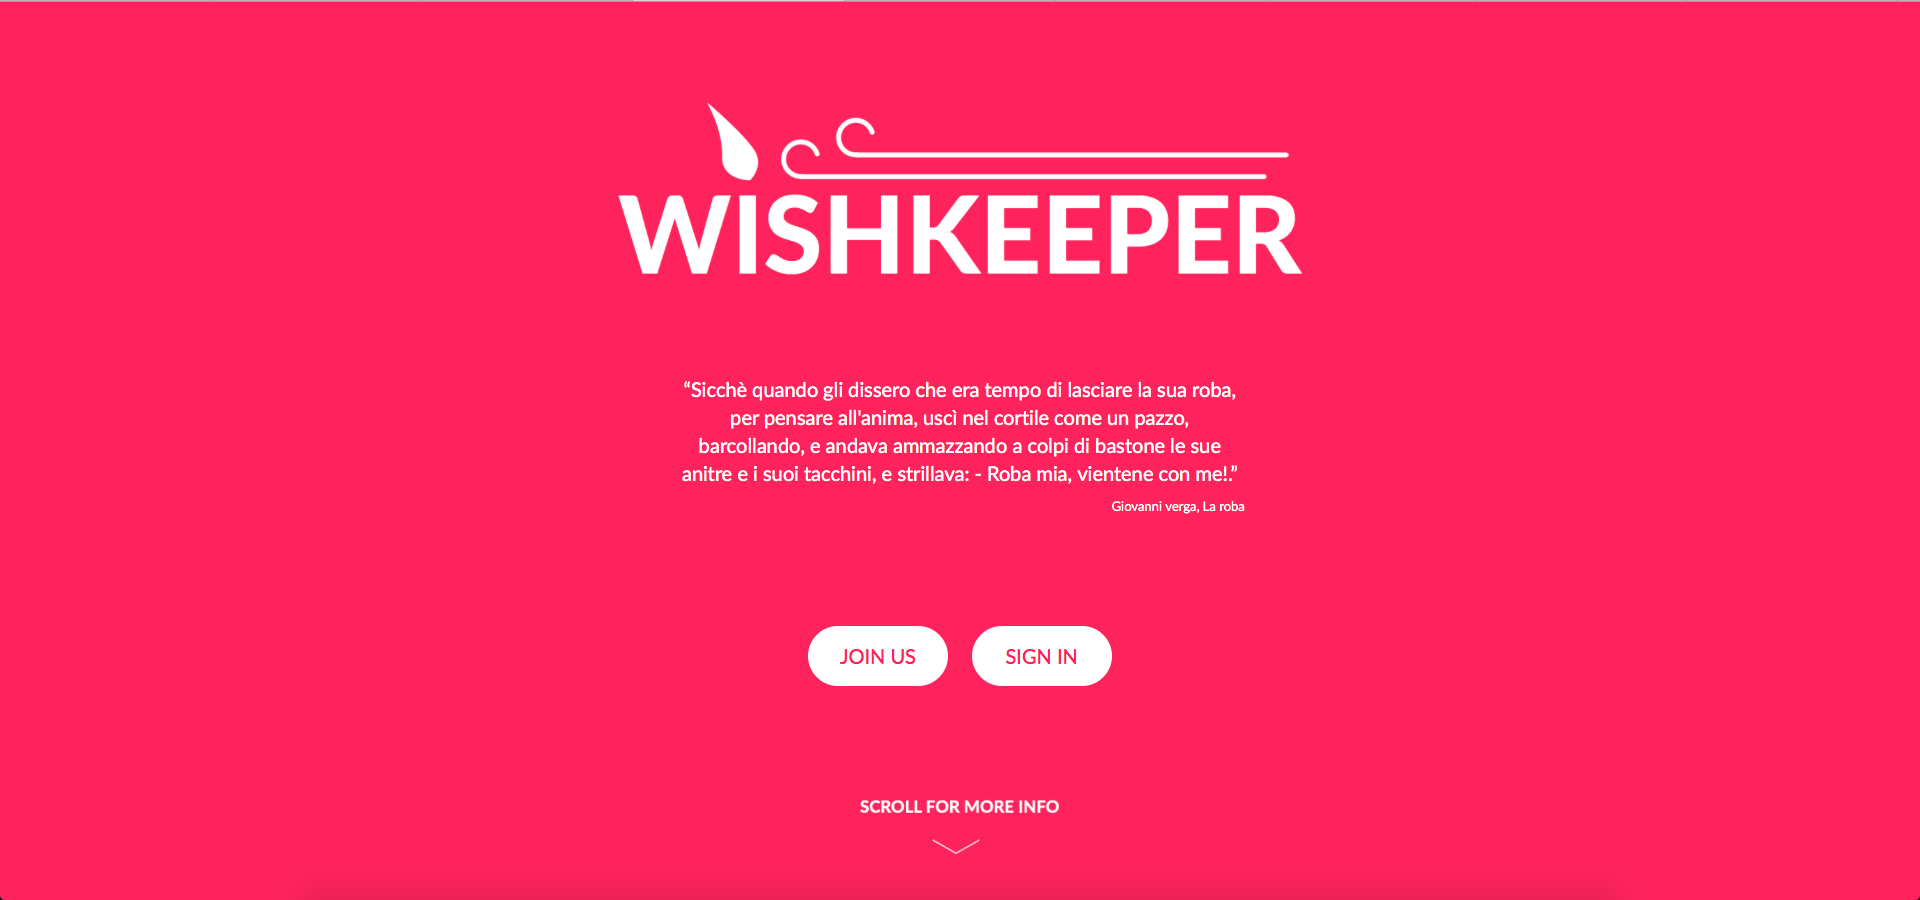 WISHKEEPER
“Sicchè quando gli dissero che era tempo di lasciare la sua roba,
per pensare all'anima, uscì nel cortile come un pazzo,
barcollando, e andava ammazzando a colpi di bastone le sue
anitre e i suoi tacchini, e strillava: - Roba mia, vientene con me!.”
Giovanni verga, La roba
JOIN US
SIGN IN
SCROLL FOR MORE INFO